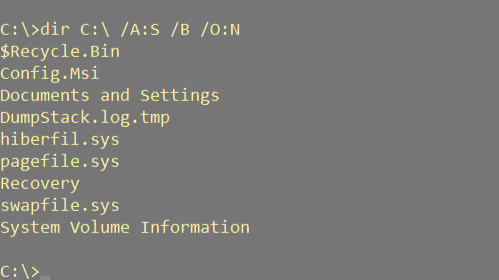 C:\>dir C:\ /A:S /B /O:N
$Recycle.Bin
Config.Msi
Documents and Settings
DumpStack.log.tmp
hiberfil.sys
pagefile.sys
Recovery
swapfile.sys
System Volume Information
C:\>